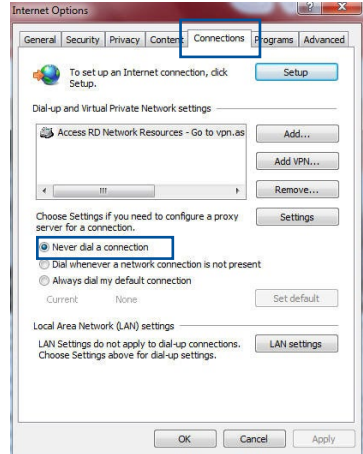 Internet Options
General Security Privacy Content Connections Programs Advanced
To set up an Internet connection, click
Setup.
Setup
Dial-up and Virtual Private Network settings
Access RD Network Resources - Go to vpn.as
Add...
Add VPN...
Remove...
Choose Settings if you need to configure a proxy
server for a connection.
Settings
Never dial a connection
Dial whenever a network connection is not present
Always dial my default connection
Current None
Set default
Local Area Network (LAN) settings
LAN Settings do not apply to dial-up connections.
Choose Settings above for dial-up settings.
LAN settings
OK Cancel Apply